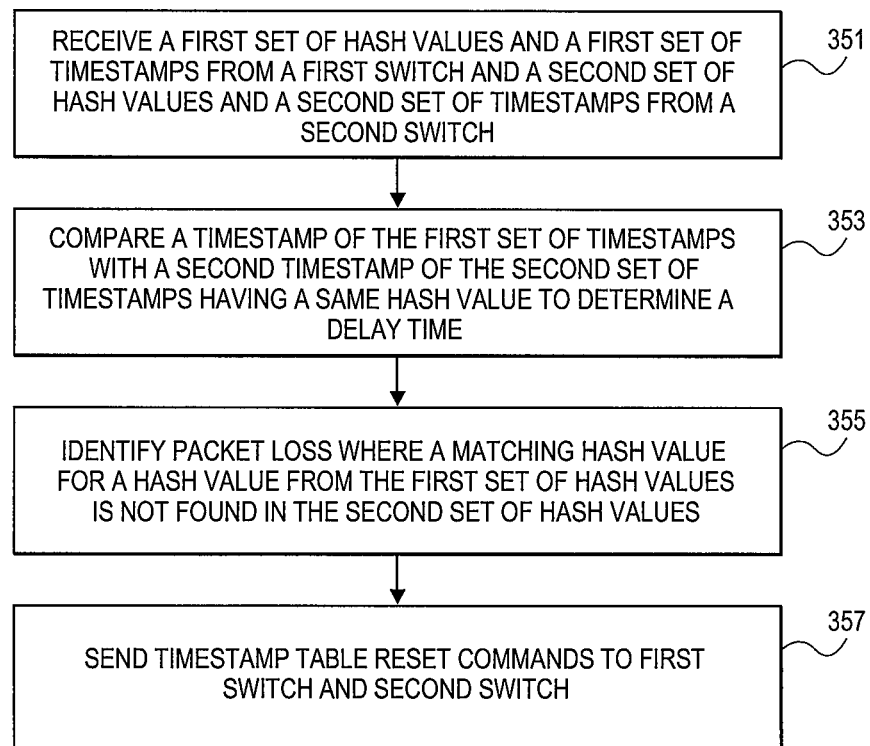 RECEIVE A FIRST SET OF HASH VALUES AND A FIRST SET OF
TIMESTAMPS FROM A FIRST SWITCH AND A SECOND SET OF
HASH VALUES AND A SECOND SET OF TIMESTAMPS FROM A
SECOND SWITCH
351
COMPARE A TIMESTAMP OF THE FIRST SET OF TIMESTAMPS
WITH A SECOND TIMESTAMP OF THE SECOND SET OF
TIMESTAMPS HAVING A SAME HASH VALUE TO DETERMINE A
DELAY TIME
353
IDENTIFY PACKET LOSS WHERE A MATCHING HASH VALUE
FOR A HASH VALUE FROM THE FIRST SET OF HASH VALUES
IS NOT FOUND IN THE SECOND SET OF HASH VALUES
355
SEND TIMESTAMP TABLE RESET COMMANDS TO FIRST
SWITCH AND SECOND SWITCH
357